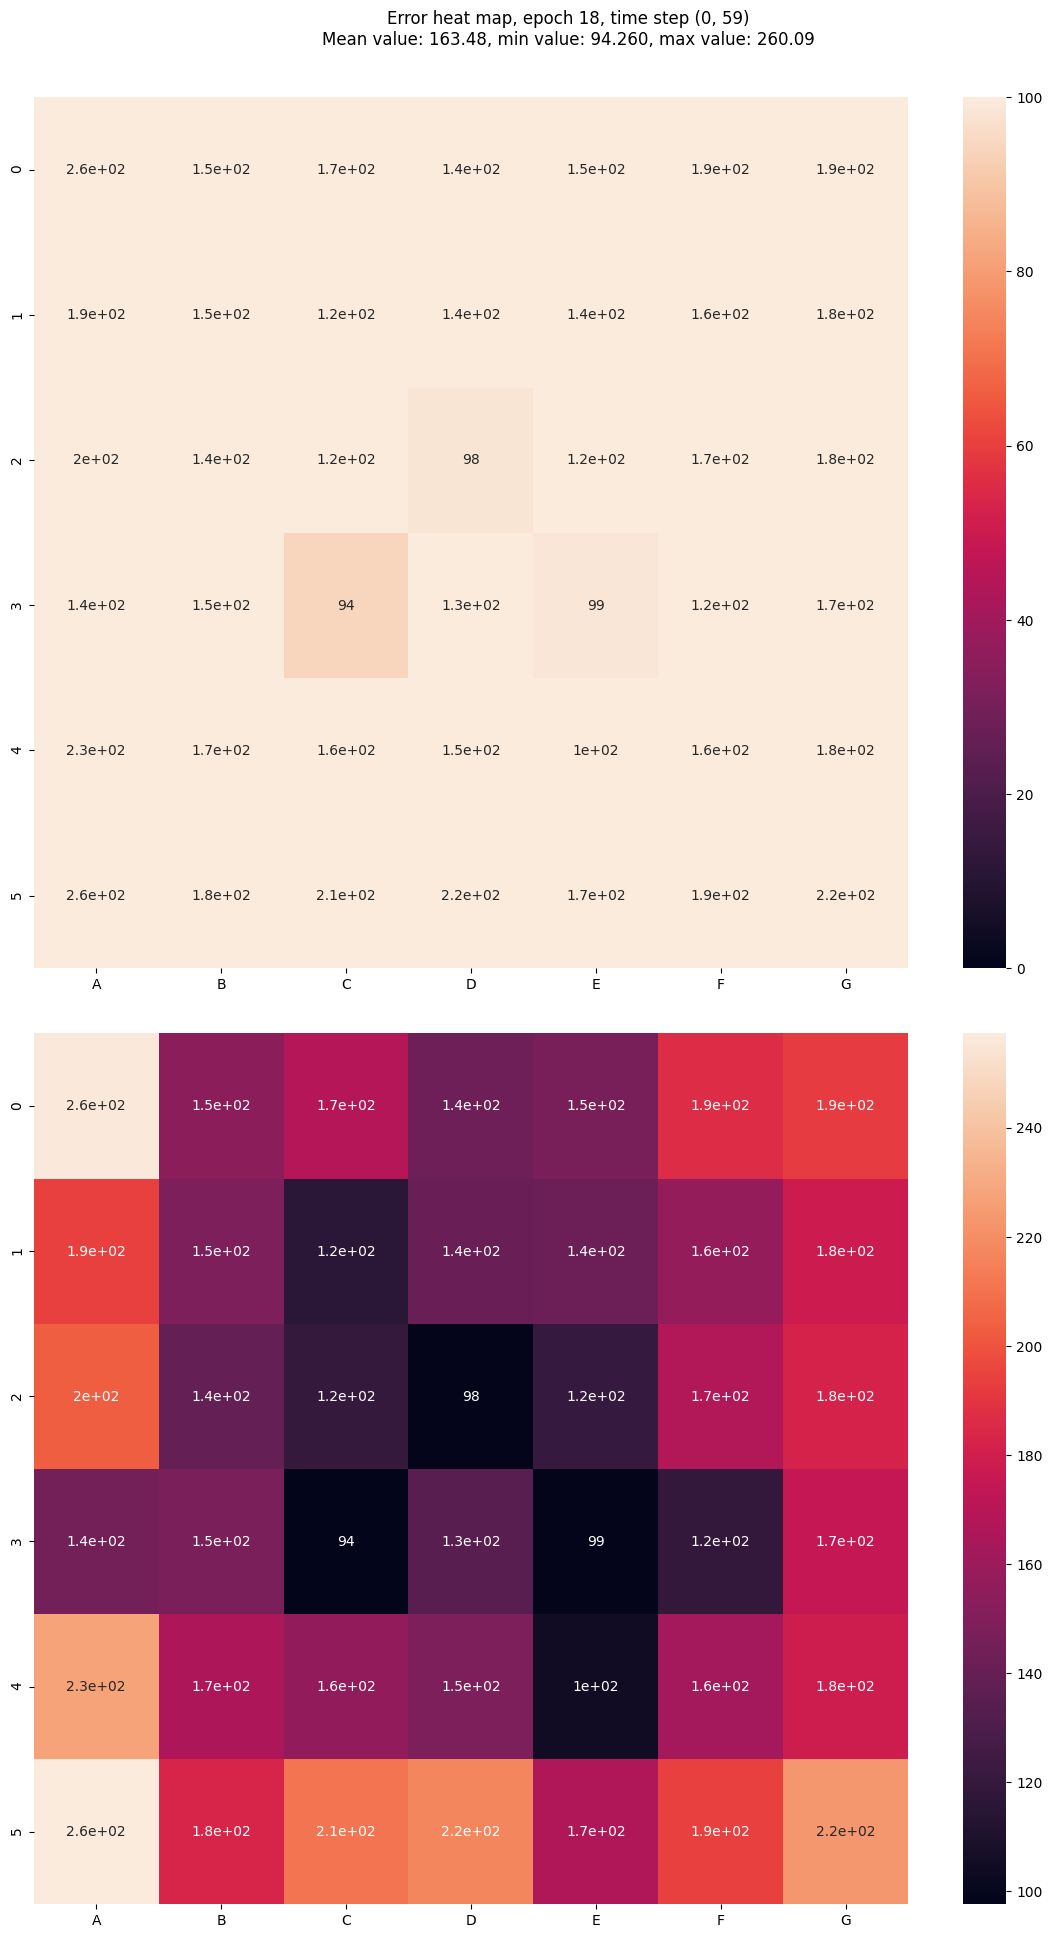 Error heat map, epoch 18, time step (0, 59)
Mean value: 163.48, min value: 94.260, max value: 260.09
0 2.6e+02 1.5e+02 1.7e+02 1.4e+02 1.5e+02 1.9e+02 1.9e+02
1 1.9e+02 1.5e+02 1.2e+02 1.4e+02 1.4e+02 1.6e+02 1.8e+02
2 2e+02 1.4e+02 1.2e+02 98 1.2e+02 1.7e+02 1.8e+02
3 1.4e+02 1.5e+02 94 1.3e+02 99 1.2e+02 1.7e+02
4 2.3e+02 1.7e+02 1.6e+02 1.5e+02 1e+02 1.6e+02 1.8e+02
5 2.6e+02 1.8e+02 2.1e+02 2.2e+02 1.7e+02 1.9e+02 2.2e+02
A B C D E F G
100
80
60
40
20
0
0 2.6e+02 1.5e+02 1.7e+02 1.4e+02 1.5e+02 1.9e+02 1.9e+02
1 1.9e+02 1.5e+02 1.2e+02 1.4e+02 1.4e+02 1.6e+02 1.8e+02
2 2e+02 1.4e+02 1.2e+02 98 1.2e+02 1.7e+02 1.8e+02
3 1.4e+02 1.5e+02 94 1.3e+02 99 1.2e+02 1.7e+02
4 2.3e+02 1.7e+02 1.6e+02 1.5e+02 1e+02 1.6e+02 1.8e+02
5 2.6e+02 1.8e+02 2.1e+02 2.2e+02 1.7e+02 1.9e+02 2.2e+02
A B C D E F G
240
220
200
180
160
140
120
100